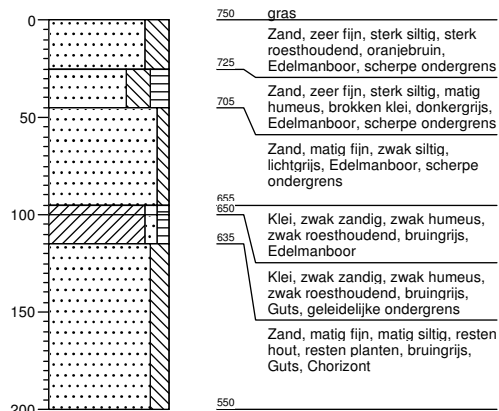 0
50
100
150
200
750
gras
Zand, zeer fijn, sterk siltig, sterk
roesthoudend, oranjebruin,
Edelmanboor, scherpe ondergrens
725
Zand, zeer fijn, sterk siltig, matig
humeus, brokken klei, donkergrijs,
Edelmanboor, scherpe ondergrens
705
Zand, matig fijn, zwak siltig,
lichtgrijs, Edelmanboor, scherpe
ondergrens
655
650
Klei, zwak zandig, zwak humeus,
zwak roesthoudend, bruingrijs,
Edelmanboor
635
Klei, zwak zandig, zwak humeus,
zwak roesthoudend, bruingrijs,
Guts, geleidelijke ondergrens
Zand, matig fijn, matig siltig, resten
hout, resten planten, bruingrijs,
Guts, Chorizont
550